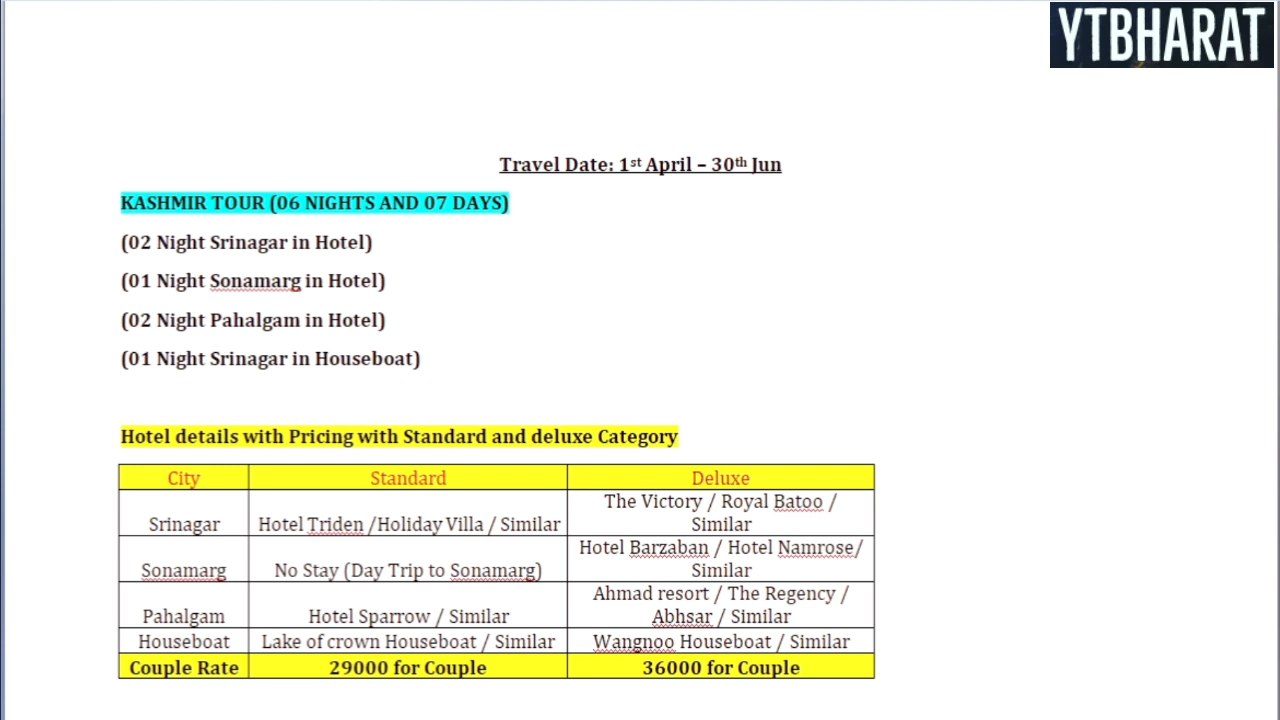 YTBHARAT
Travel Date: 1st April – 30th Jun
KASHMIR TOUR (06 NIGHTS AND 07 DAYS)
(02 Night Srinagar in Hotel)
(01 Night Sonamarg in Hotel)
(02 Night Pahalgam in Hotel)
(01 Night Srinagar in Houseboat)
Hotel details with Pricing with Standard and deluxe Category
City Standard Deluxe
The Victory / Royal Batoo /
Srinagar Hotel Triden /Holiday Villa / Similar Similar
Hotel Barzaban / Hotel Namrose/
Sonamarg No Stay (Day Trip to Sonamarg) Similar
Ahmad resort / The Regency /
Pahalgam Hotel Sparrow / Similar Abhsar / Similar
Houseboat Lake of crown Houseboat / Similar Wangnoo Houseboat / Similar
Couple Rate 29000 for Couple 36000 for Couple